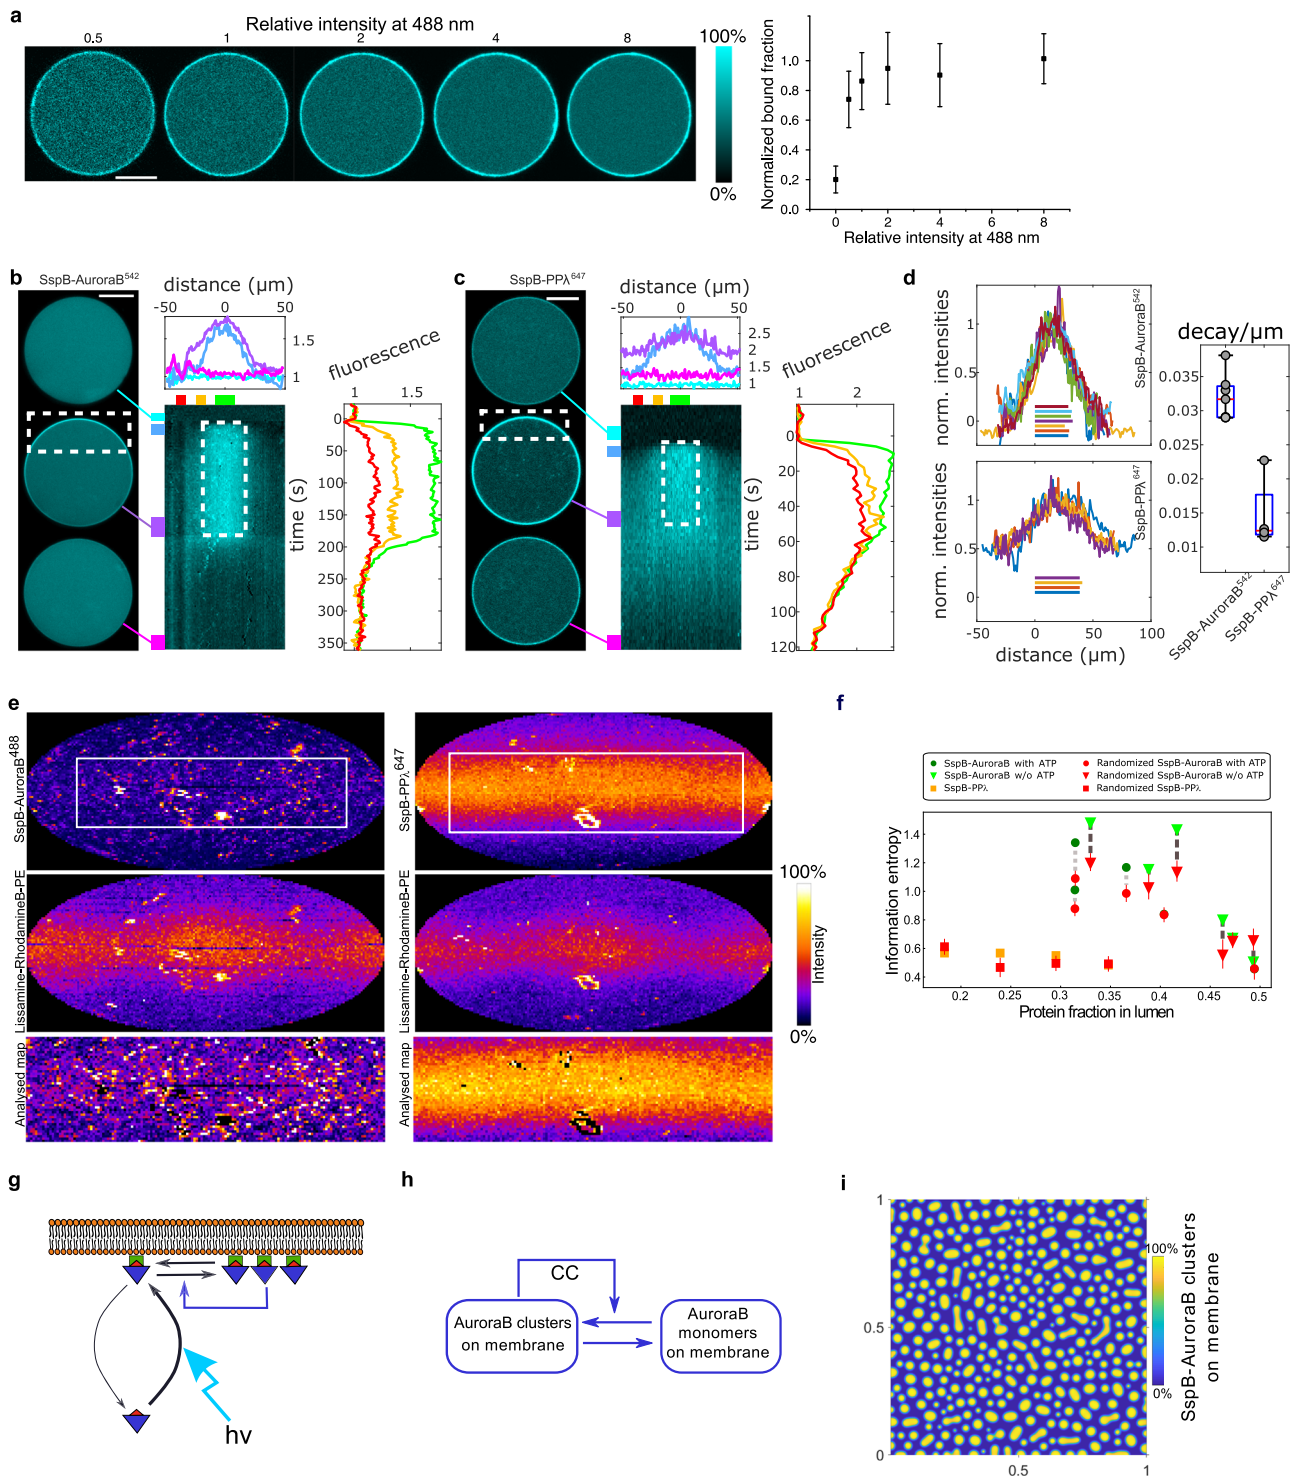 a
Relative intensity at 488 nm
0.5 1 2 4 8
100%
0%
Normalized bound fraction
1.0
0.8
0.6
0.4
0.2
0.0
0 2 4 6 8
Relative intensity at 488 nm
b
SspB-AuroraB542
distance (µm)
-50 0 50
1.5
1
fluorescence
1 1.5
0
50
100
150
200
250
300
350
time (s)
c
SspB-PPλ647
distance (µm)
-50 0 50
2.5
2
1.5
1
fluorescence
1 2
0
20
40
60
80
100
120
time (s)
d
norm. intensities
1
0.5
0
SspB-AuroraB542
norm. intensities
1
0.5
0
SspB-PPλ647
-50 0 50 100
distance (µm)
decay/µm
0.035
0.03
0.025
0.02
0.015
0.01
SspB-AuroraB542
SspB-PPλ647
e
SspB-AuroraB488
SspB-PPλ647
Lissamine-RhodamineB-PE
Lissamine-RhodamineB-PE
Analysed map
Analysed map
100%
Intensity
0%
f
SspB-AuroraB with ATP
SspB-AuroraB w/o ATP
SspB-PPλ
Randomized SspB-AuroraB with ATP
Randomized SspB-AuroraB w/o ATP
Randomized SspB-PPλ
Information entropy
1.4
1.2
1.0
0.8
0.6
0.4
0.2 0.25 0.3 0.35 0.4 0.45 0.5
Protein fraction in lumen
g
hν
h
CC
AuroraB clusters
on membrane
AuroraB
monomers
on membrane
i
1
0.5
0
0.5 1
100%
0%
SspB-AuroraB clusters
on membrane